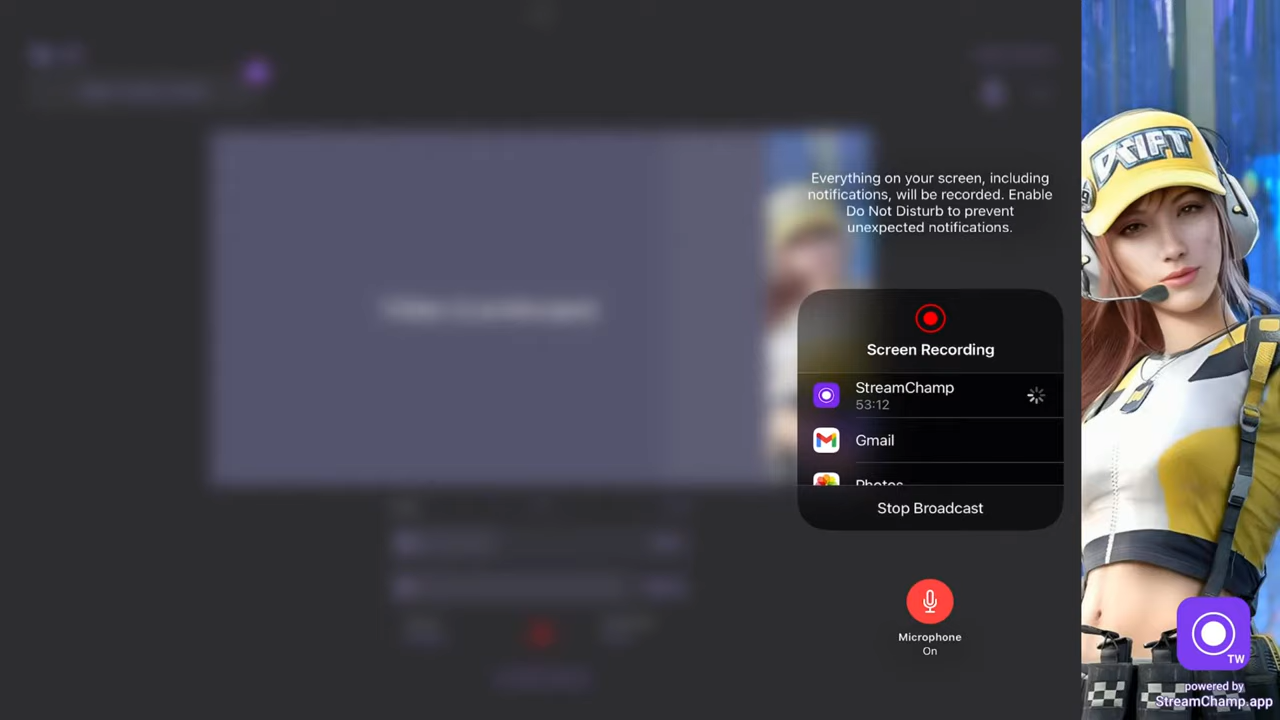 Everything on your screen, including
notifications, will be recorded. Enable
Do Not Disturb to prevent
unexpected notifications.
Screen Recording
StreamChamp
53:12
Gmail
Photos
Stop Broadcast
Microphone
On
DRIFT
TW
powered by
StreamChamp.app